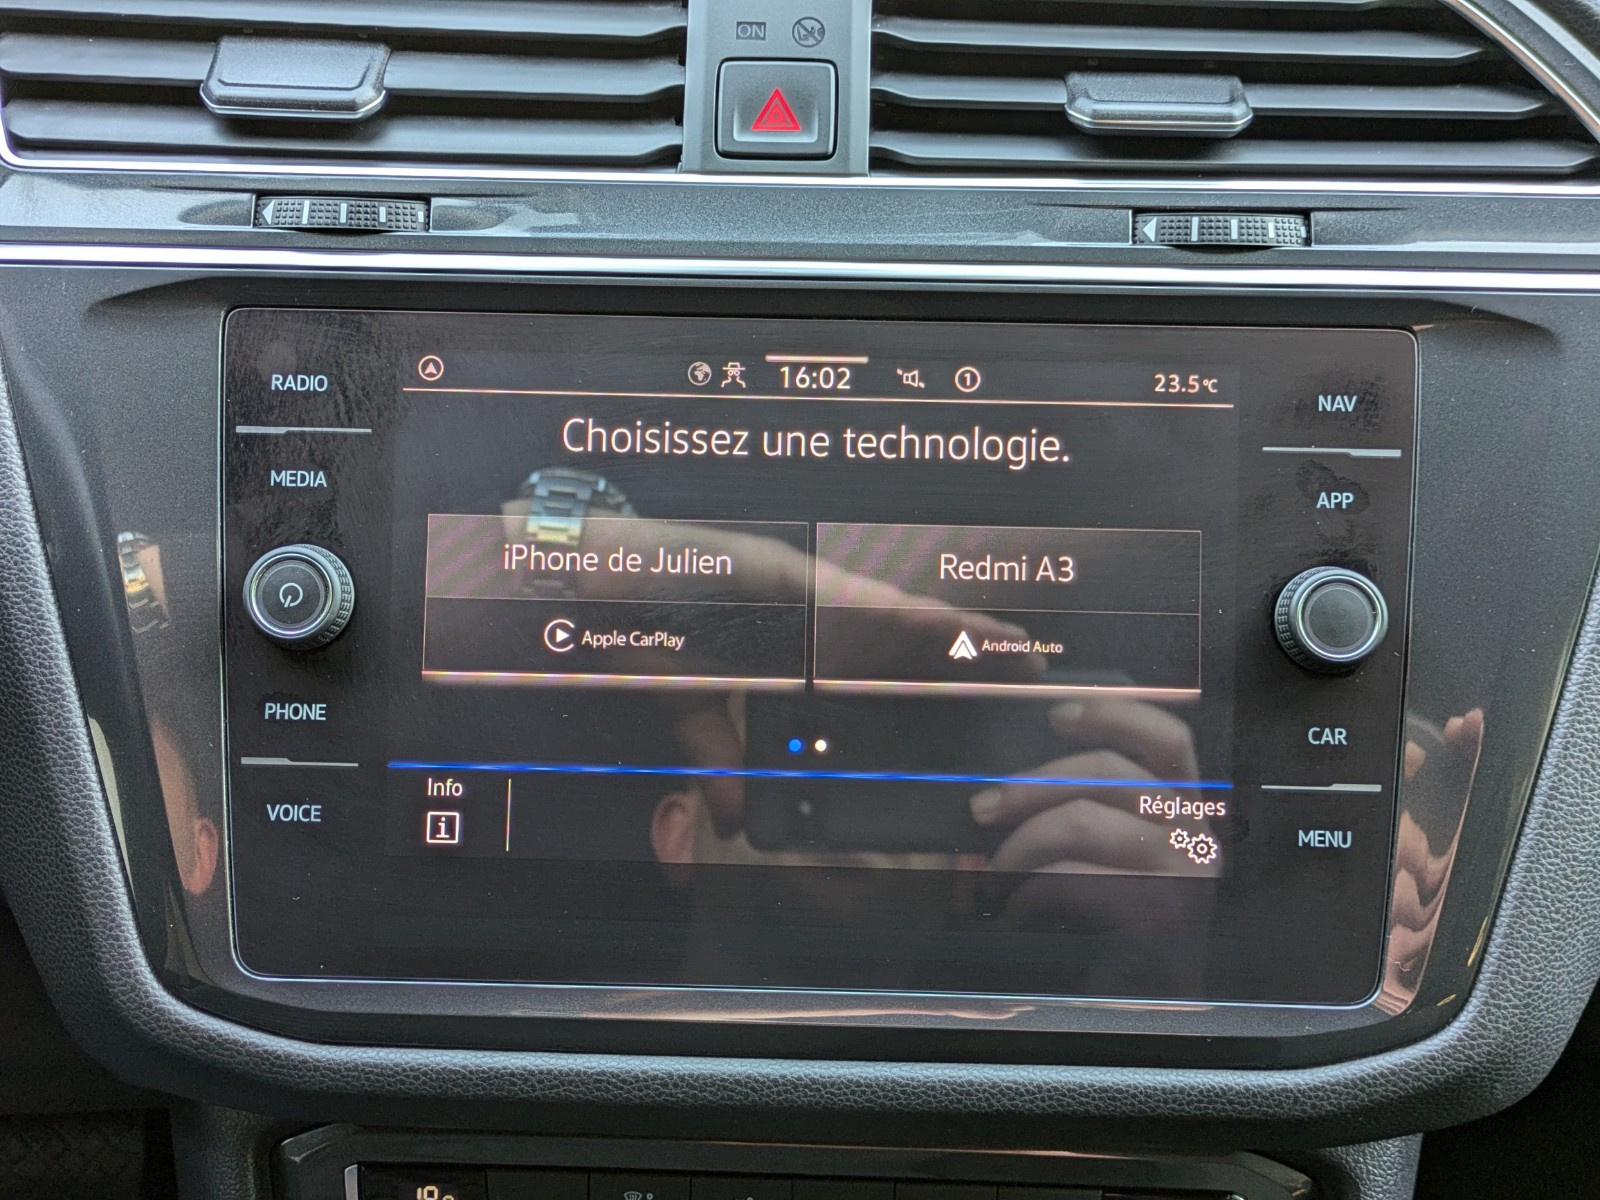 ON
RADIO
MEDIA
PHONE
VOICE
16:02
1
23.5°C
Choisissez une technologie.
iPhone de Julien
Apple CarPlay
Redmi A3
Android Auto
Info
i
Réglages
NAV
APP
CAR
MENU